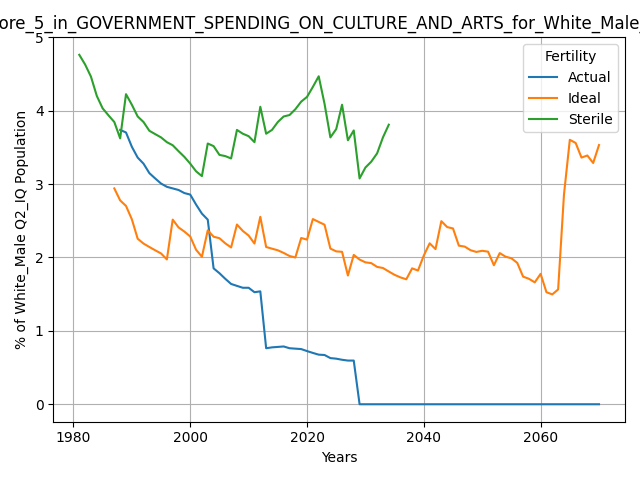 ore_5_in_GOVERNMENT_SPENDING_ON_CULTURE_AND_ARTS_for_White_Male_
Fertility
Actual
Ideal
Sterile
% of White_Male Q2_IQ Population
5
4
3
2
1
0
1980 2000 2020 2040 2060
Years